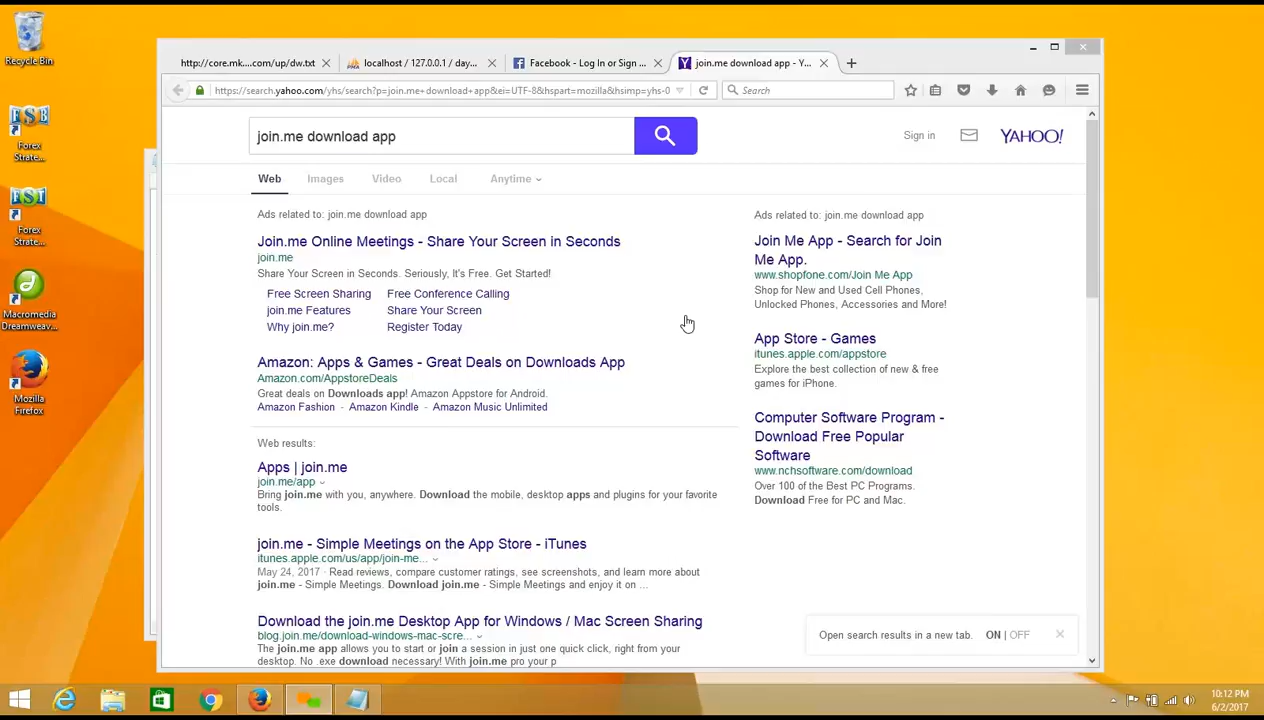 Recycle Bin
Forex
Strate...
Forex
Strate...
Macromedia
Dreamweav...
Mozilla
Firefox
http://core.mk....com/up/dw.txt
localhost / 127.0.0.1 / day...
Facebook - Log In or Sign ...
join.me download app - Y...
https://search.yahoo.com/yhs/search?p=join.me+download+app&ei=UTF-8&hspart=mozilla&hsimp=yhs-0
Search
join.me download app
Sign in
YAHOO!
Web
Images
Video
Local
Anytime
Ads related to: join.me download app
Join.me Online Meetings - Share Your Screen in Seconds
join.me
Share Your Screen in Seconds. Seriously, It's Free. Get Started!
Free Screen Sharing
Free Conference Calling
join.me Features
Share Your Screen
Why join.me?
Register Today
Amazon: Apps & Games - Great Deals on Downloads App
Amazon.com/AppstoreDeals
Great deals on Downloads app! Amazon Appstore for Android.
Amazon Fashion - Amazon Kindle - Amazon Music Unlimited
Web results:
Apps | join.me
join.me/app
Bring join.me with you, anywhere. Download the mobile, desktop apps and plugins for your favorite
tools.
join.me - Simple Meetings on the App Store - iTunes
itunes.apple.com/us/app/join-me...
May 24, 2017 · Read reviews, compare customer ratings, see screenshots, and learn more about
join.me - Simple Meetings. Download join.me - Simple Meetings and enjoy it on ...
Download the join.me Desktop App for Windows / Mac Screen Sharing
blog.join.me/download-windows-mac-scre...
The join.me app allows you to start or join a session in just one quick click, right from your
desktop. No .exe download necessary! With join.me pro your p
Ads related to: join.me download app
Join Me App - Search for Join
Me App.
www.shopfone.com/Join Me App
Shop for New and Used Cell Phones,
Unlocked Phones, Accessories and More!
App Store - Games
itunes.apple.com/appstore
Explore the best collection of new & free
games for iPhone.
Computer Software Program -
Download Free Popular
Software
www.nchsoftware.com/download
Over 100 of the Best PC Programs.
Download Free for PC and Mac.
Open search results in a new tab. ON | OFF
10:12 PM
6/2/2017